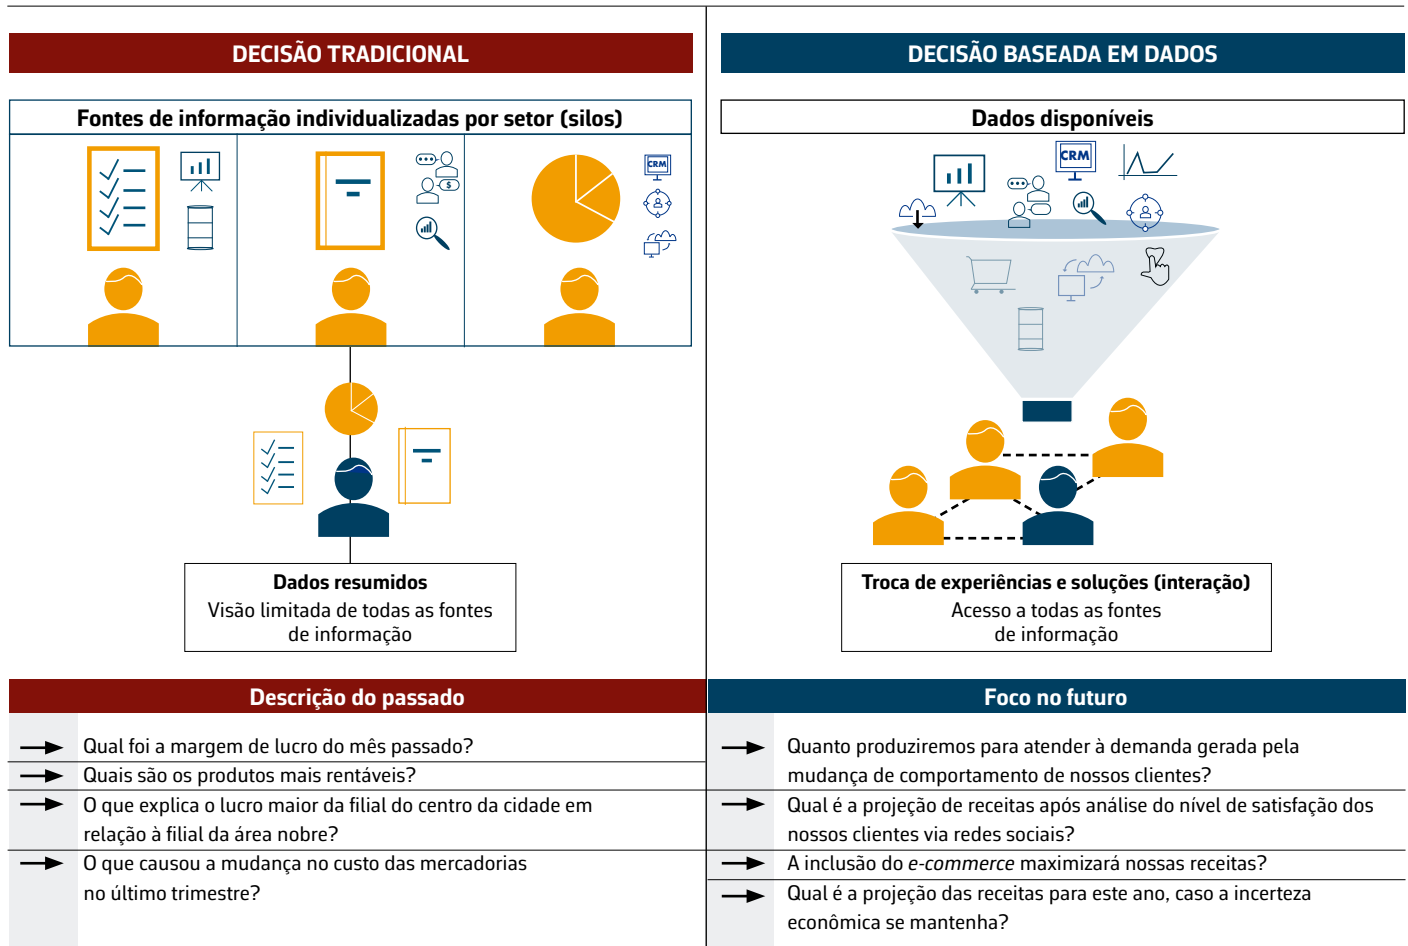 DECISÃO TRADICIONAL
Fontes de informação individualizadas por setor (silos)
$
CRM
Dados resumidos
Visão limitada de todas as fontes
de informação
Descrição do passado
Qual foi a margem de lucro do mês passado?
Quais são os produtos mais rentáveis?
O que explica o lucro maior da filial do centro da cidade em
relação à filial da área nobre?
O que causou a mudança no custo das mercadorias
no último trimestre?
DECISÃO BASEADA EM DADOS
Dados disponíveis
CRM
Troca de experiências e soluções (interação)
Acesso a todas as fontes
de informação
Foco no futuro
Quanto produziremos para atender à demanda gerada pela
mudança de comportamento de nossos clientes?
Qual é a projeção de receitas após análise do nível de satisfação dos
nossos clientes via redes sociais?
A inclusão do e-commerce maximizará nossas receitas?
Qual é a projeção das receitas para este ano, caso a incerteza
econômica se mantenha?